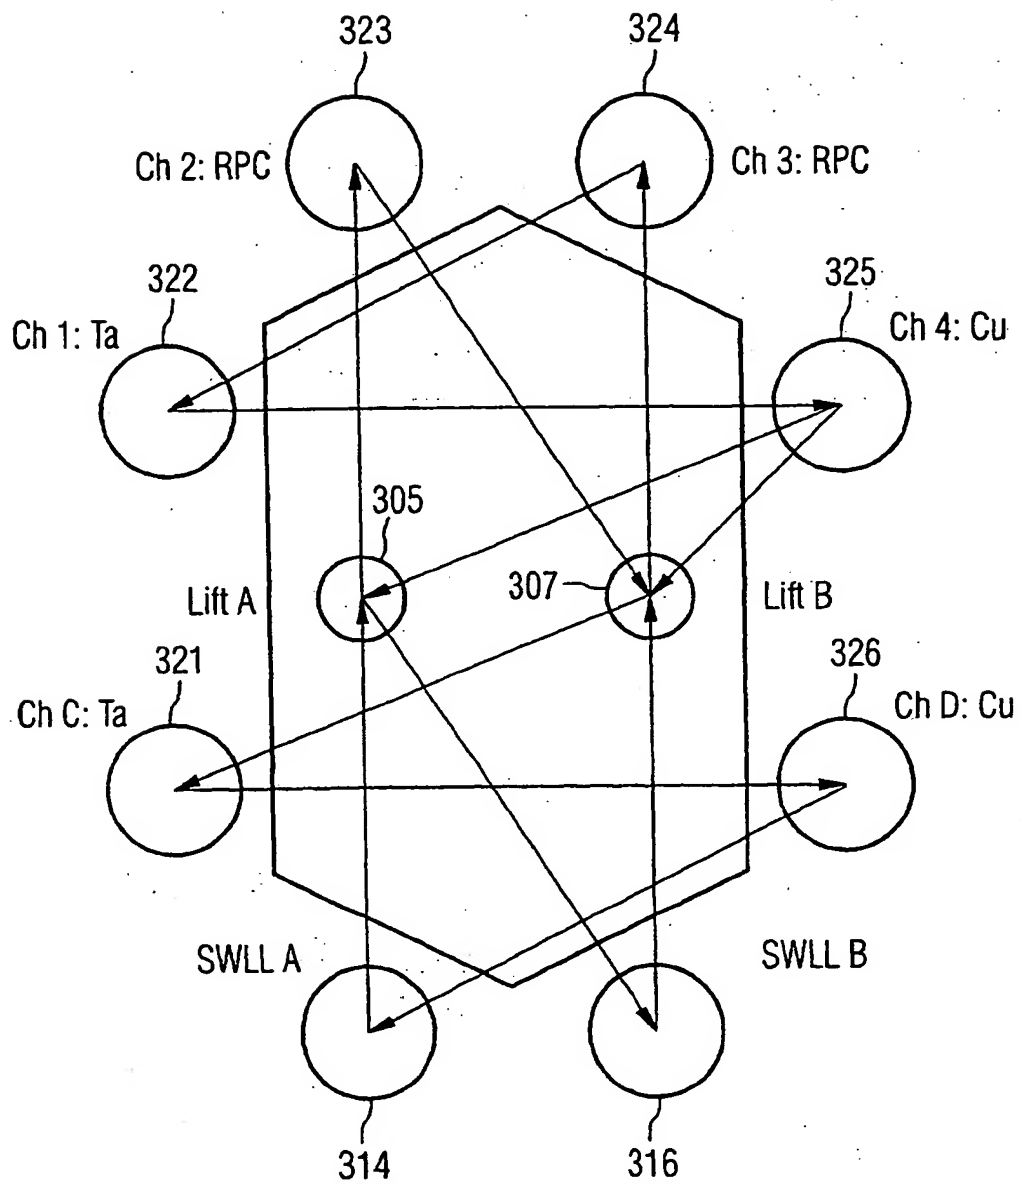 323
324
Ch 2: RPC
Ch 3: RPC
322
325
Ch 1: Ta
Ch 4: Cu
305
307
Lift A
Lift B
321
326
Ch C: Ta
Ch D: Cu
SWLL A
SWLL B
314
316